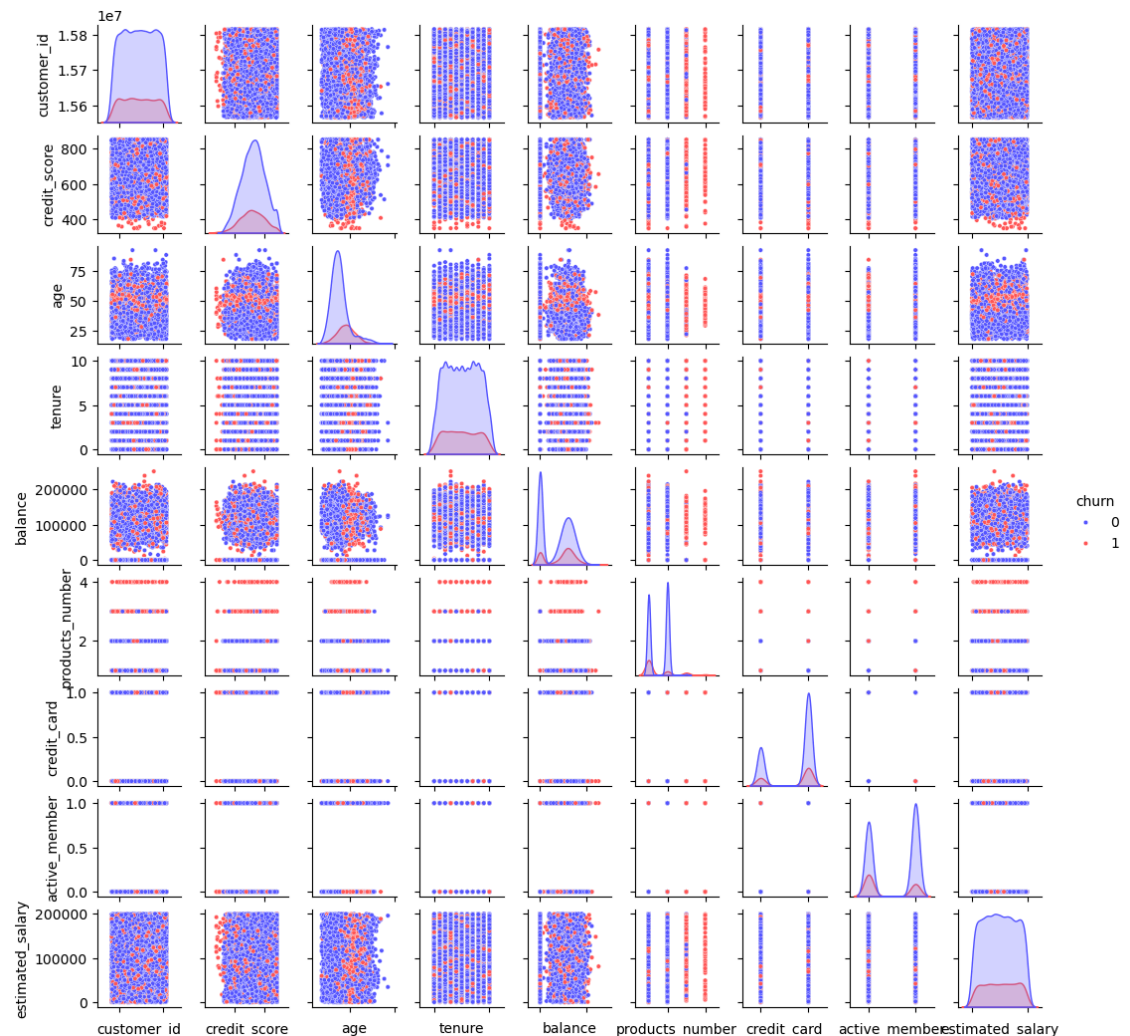 1e7
1.58
1.57
1.56
customer_id
800
600
400
credit_score
75
50
25
age
10
5
0
tenure
200000
100000
0
balance
churn
0
1
4
2
products_number
1.0
0.5
0.0
credit_card
1.0
0.5
0.0
active_member
200000
100000
0
estimated_salary
customer_id credit_score age tenure balance products_number credit_card active_member estimated_salary